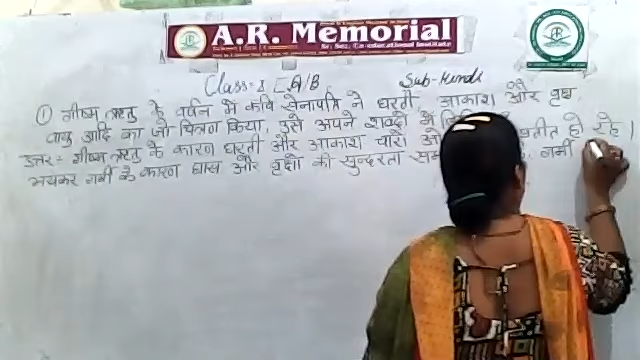 A.R. Memorial
Class:- 8 [A/B Sub- Hindi
① ग्रीष्म ऋतु के वर्णन में कवि सेनापति ने धरती, आकाश और वृक्ष,
वायु आदि का जो चित्रण किया, उसे अपने शब्दों में
उत्तर:- ग्रीष्म ऋतु के कारण धरती और आकाश चारों प्रतीत हो रहे।
भयंकर गर्मी के कारण घास और वृक्षों की सुन्दरता गर्मी